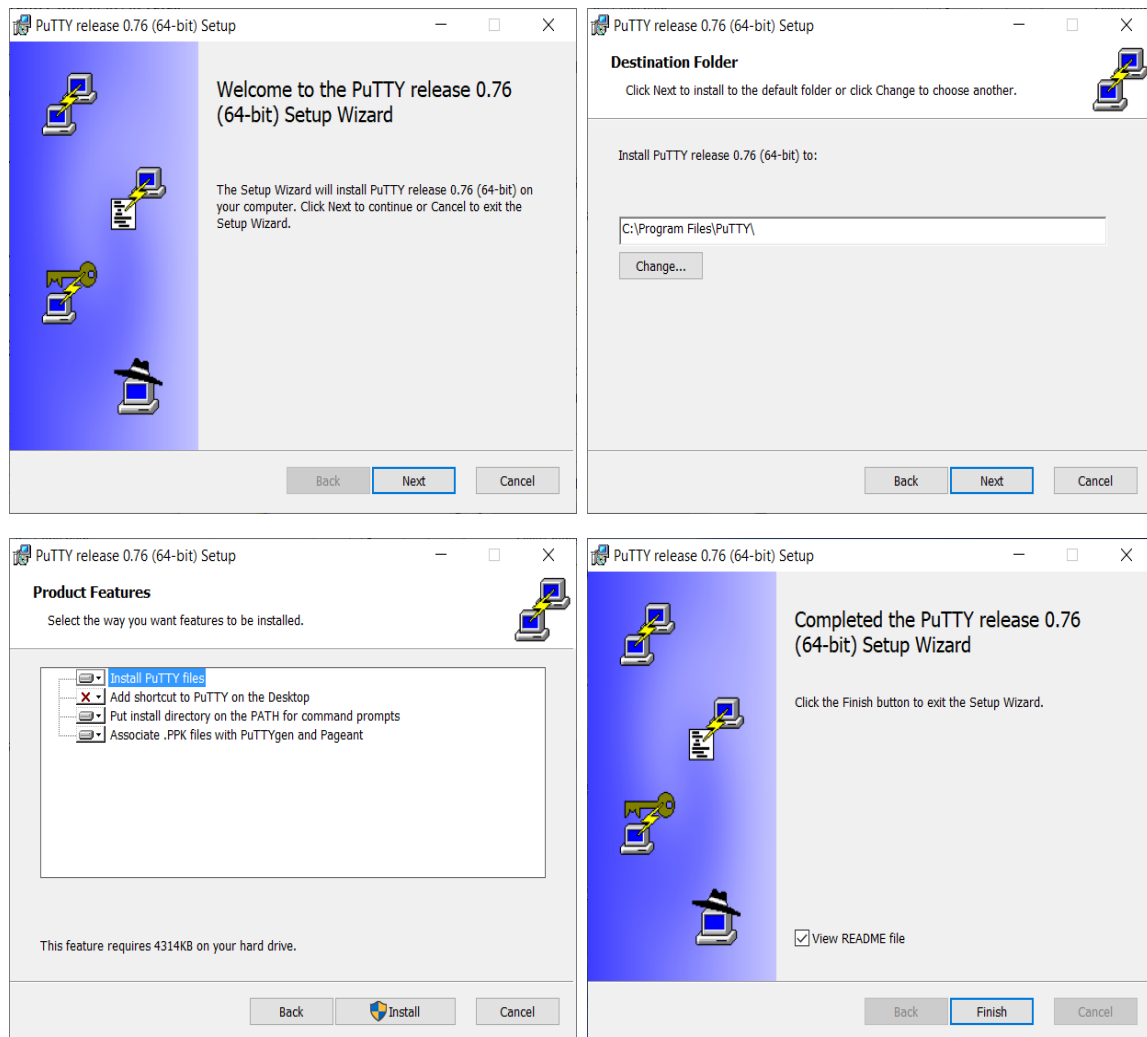 PuTTY release 0.76 (64-bit) Setup
Welcome to the PuTTY release 0.76
(64-bit) Setup Wizard
The Setup Wizard will install PuTTY release 0.76 (64-bit) on
your computer. Click Next to continue or Cancel to exit the
Setup Wizard.
Back
Next
Cancel
PuTTY release 0.76 (64-bit) Setup
Destination Folder
Click Next to install to the default folder or click Change to choose another.
Install PuTTY release 0.76 (64-bit) to:
C:\Program Files\PuTTY\
Change...
Back
Next
Cancel
PuTTY release 0.76 (64-bit) Setup
Product Features
Select the way you want features to be installed.
Install PuTTY files
Add shortcut to PuTTY on the Desktop
Put install directory on the PATH for command prompts
Associate .PPK files with PuTTYgen and Pageant
This feature requires 4314KB on your hard drive.
Back
Install
Cancel
PuTTY release 0.76 (64-bit) Setup
Completed the PuTTY release 0.76
(64-bit) Setup Wizard
Click the Finish button to exit the Setup Wizard.
View README file
Back
Finish
Cancel